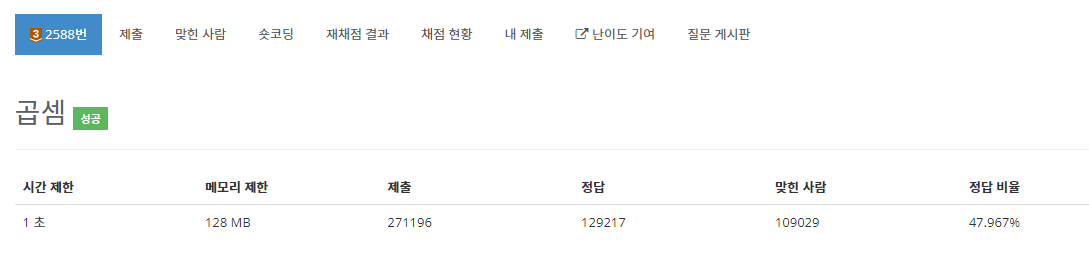 3 2588번 제출 맞힌 사람 숏코딩 재채점 결과 채점 현황 내 제출 난이도 기여 질문 게시판
곱셈 성공
시간 제한 메모리 제한 제출 정답 맞힌 사람 정답 비율
1 초 128 MB 271196 129217 109029 47.967%